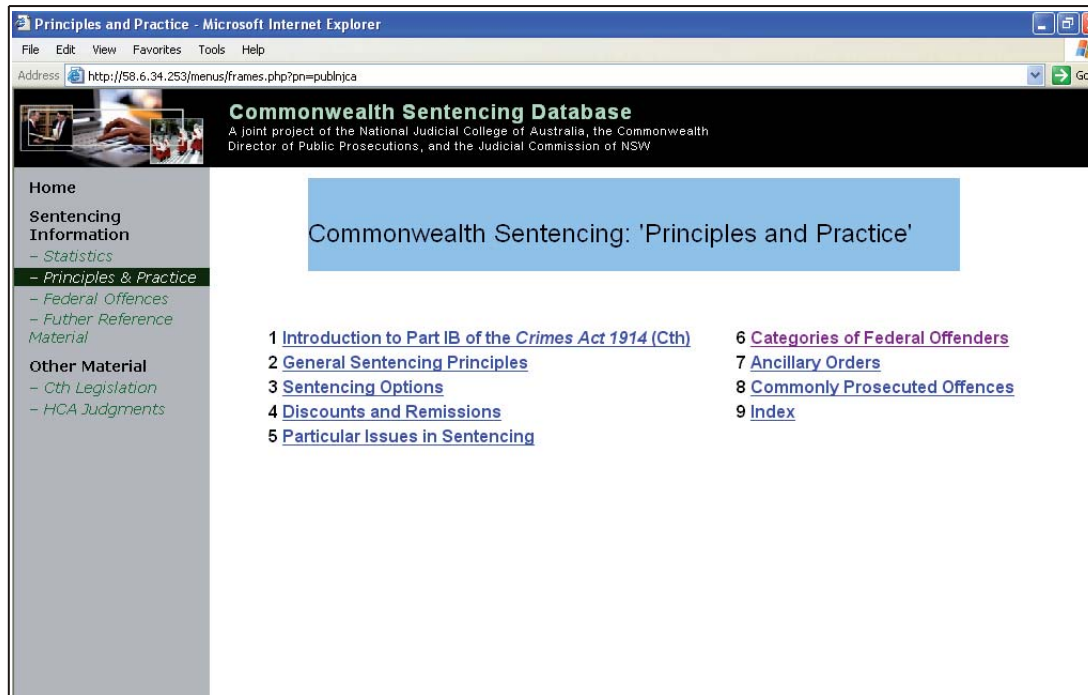 Principles and Practice - Microsoft Internet Explorer
File Edit View Favorites Tools Help
Address http://58.6.34.253/menus/frames.php?pn=publnjca Go
Commonwealth Sentencing Database
A joint project of the National Judicial College of Australia, the Commonwealth
Director of Public Prosecutions, and the Judicial Commission of NSW
Home
Sentencing
Information
– Statistics
– Principles & Practice
– Federal Offences
– Futher Reference
Material
Other Material
– Cth Legislation
– HCA Judgments
Commonwealth Sentencing: 'Principles and Practice'
1 Introduction to Part IB of the Crimes Act 1914 (Cth)
2 General Sentencing Principles
3 Sentencing Options
4 Discounts and Remissions
5 Particular Issues in Sentencing
6 Categories of Federal Offenders
7 Ancillary Orders
8 Commonly Prosecuted Offences
9 Index